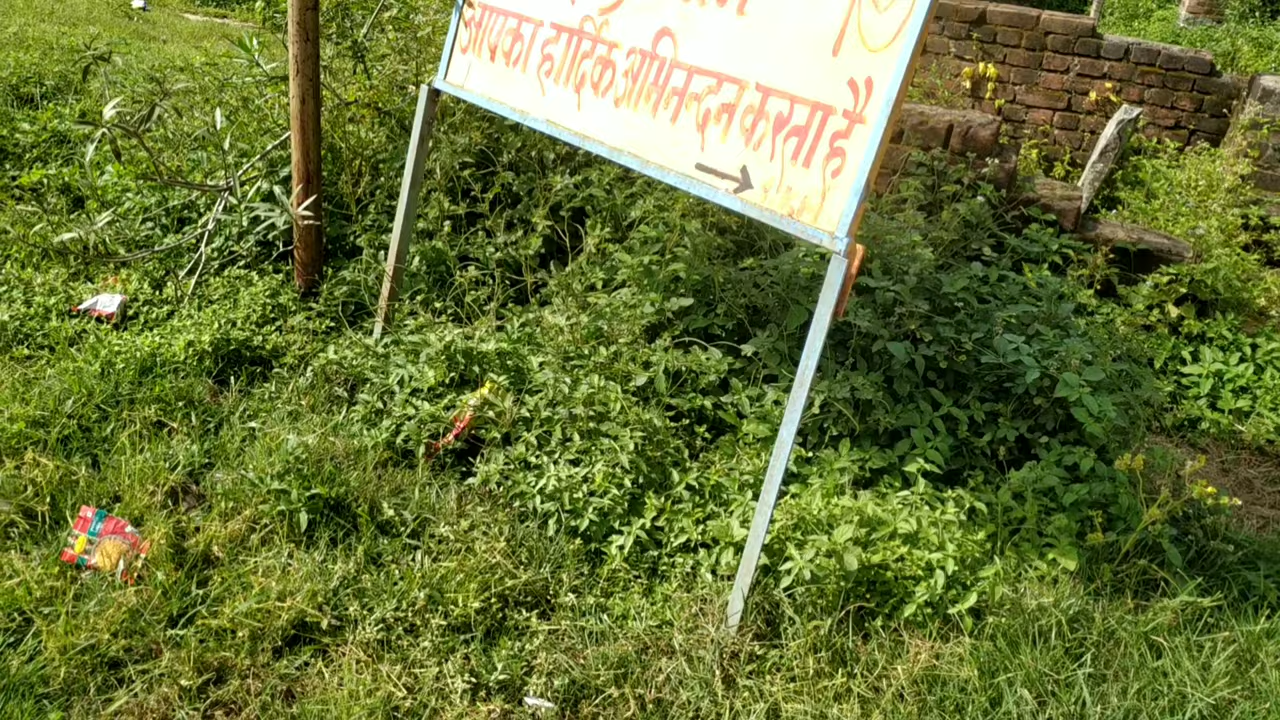 आपका हार्दिक अभिनन्दन करता है